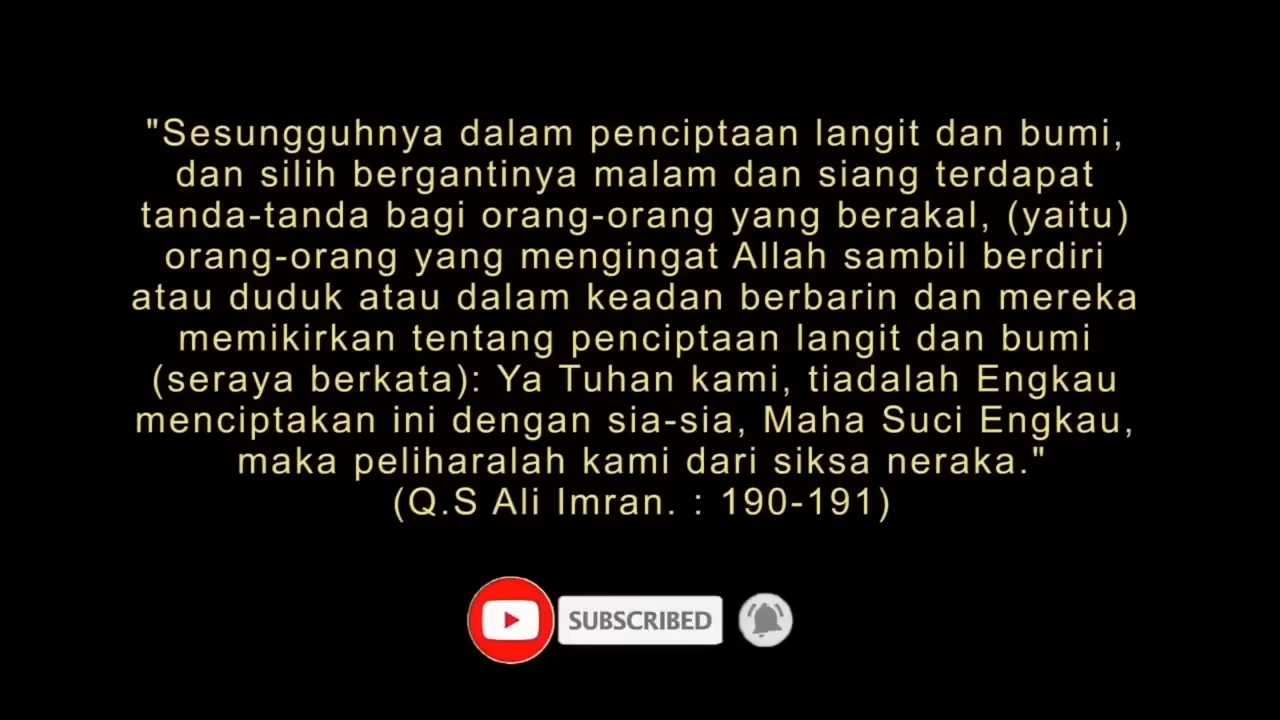 "Sesungguhnya dalam penciptaan langit dan bumi,
dan silih bergantinya malam dan siang terdapat
tanda-tanda bagi orang-orang yang berakal, (yaitu)
orang-orang yang mengingat Allah sambil berdiri
atau duduk atau dalam keadan berbarin dan mereka
memikirkan tentang penciptaan langit dan bumi
(seraya berkata): Ya Tuhan kami, tiadalah Engkau
menciptakan ini dengan sia-sia, Maha Suci Engkau,
maka peliharalah kami dari siksa neraka."
(Q.S Ali Imran. : 190-191)
SUBSCRIBED